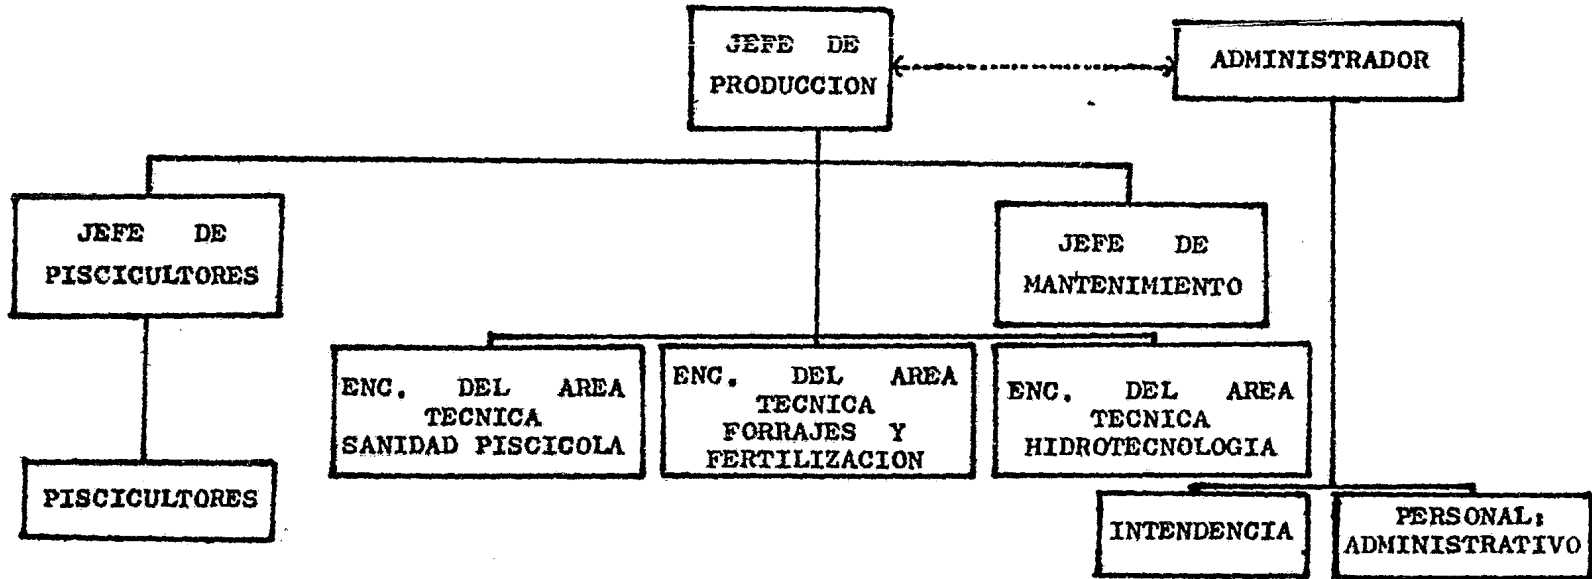 JEFE DE
PRODUCCION
ADMINISTRADOR
JEFE DE
PISCICULTORES
JEFE DE
MANTENIMIENTO
ENC. DEL AREA
TECNICA
SANIDAD PISCICOLA
ENC. DEL AREA
TECNICA
FORRAJES Y
FERTILIZACION
ENC. DEL AREA
TECNICA
HIDROTECNOLOGIA
PISCICULTORES
INTENDENCIA
PERSONAL:
ADMINISTRATIVO